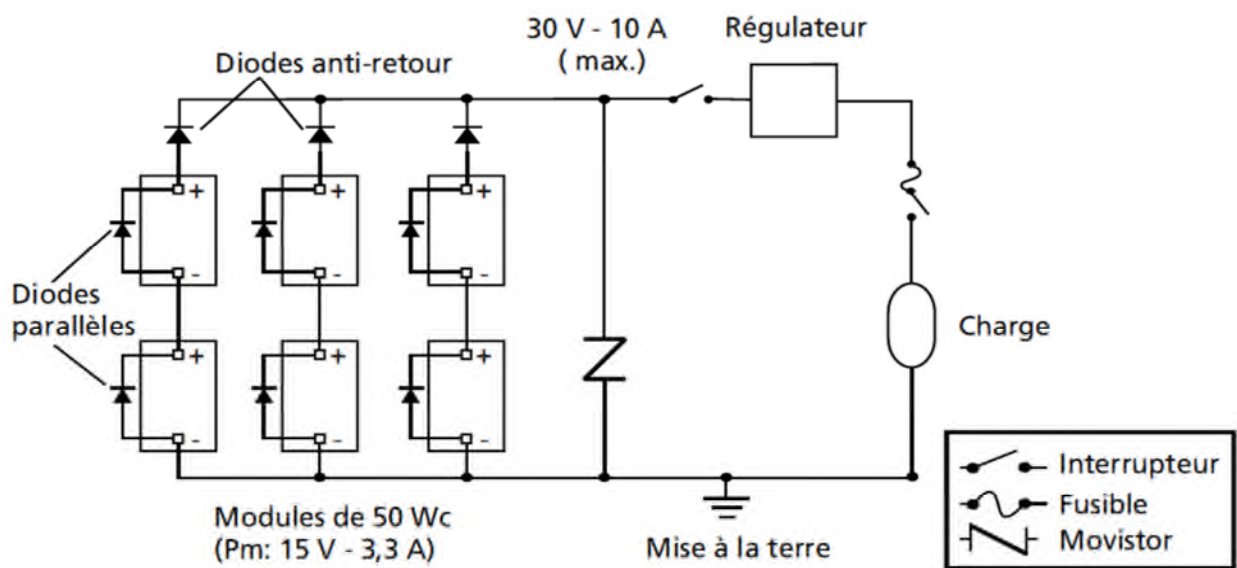 30 V - 10 A
( max.)
Régulateur
Diodes anti-retour
+
+
+
-
-
-
Diodes
parallèles
+
+
+
-
-
-
Charge
Modules de 50 Wc
(Pm: 15 V - 3,3 A)
Mise à la terre
Interrupteur
Fusible
Movistor